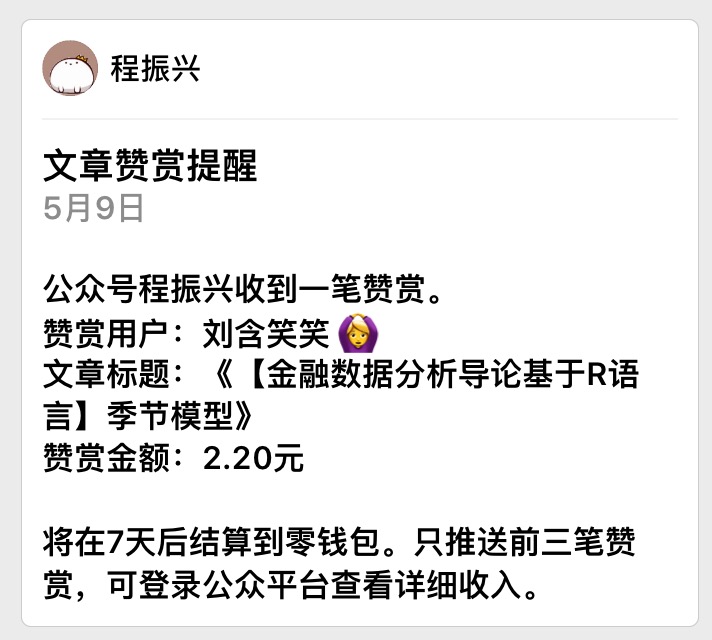 程振兴
文章赞赏提醒
5月9日
公众号程振兴收到一笔赞赏。
赞赏用户：刘含笑笑🙆
文章标题：《【金融数据分析导论基于R语
言】季节模型》
赞赏金额：2.20元
将在7天后结算到零钱包。只推送前三笔赞
赏，可登录公众平台查看详细收入。